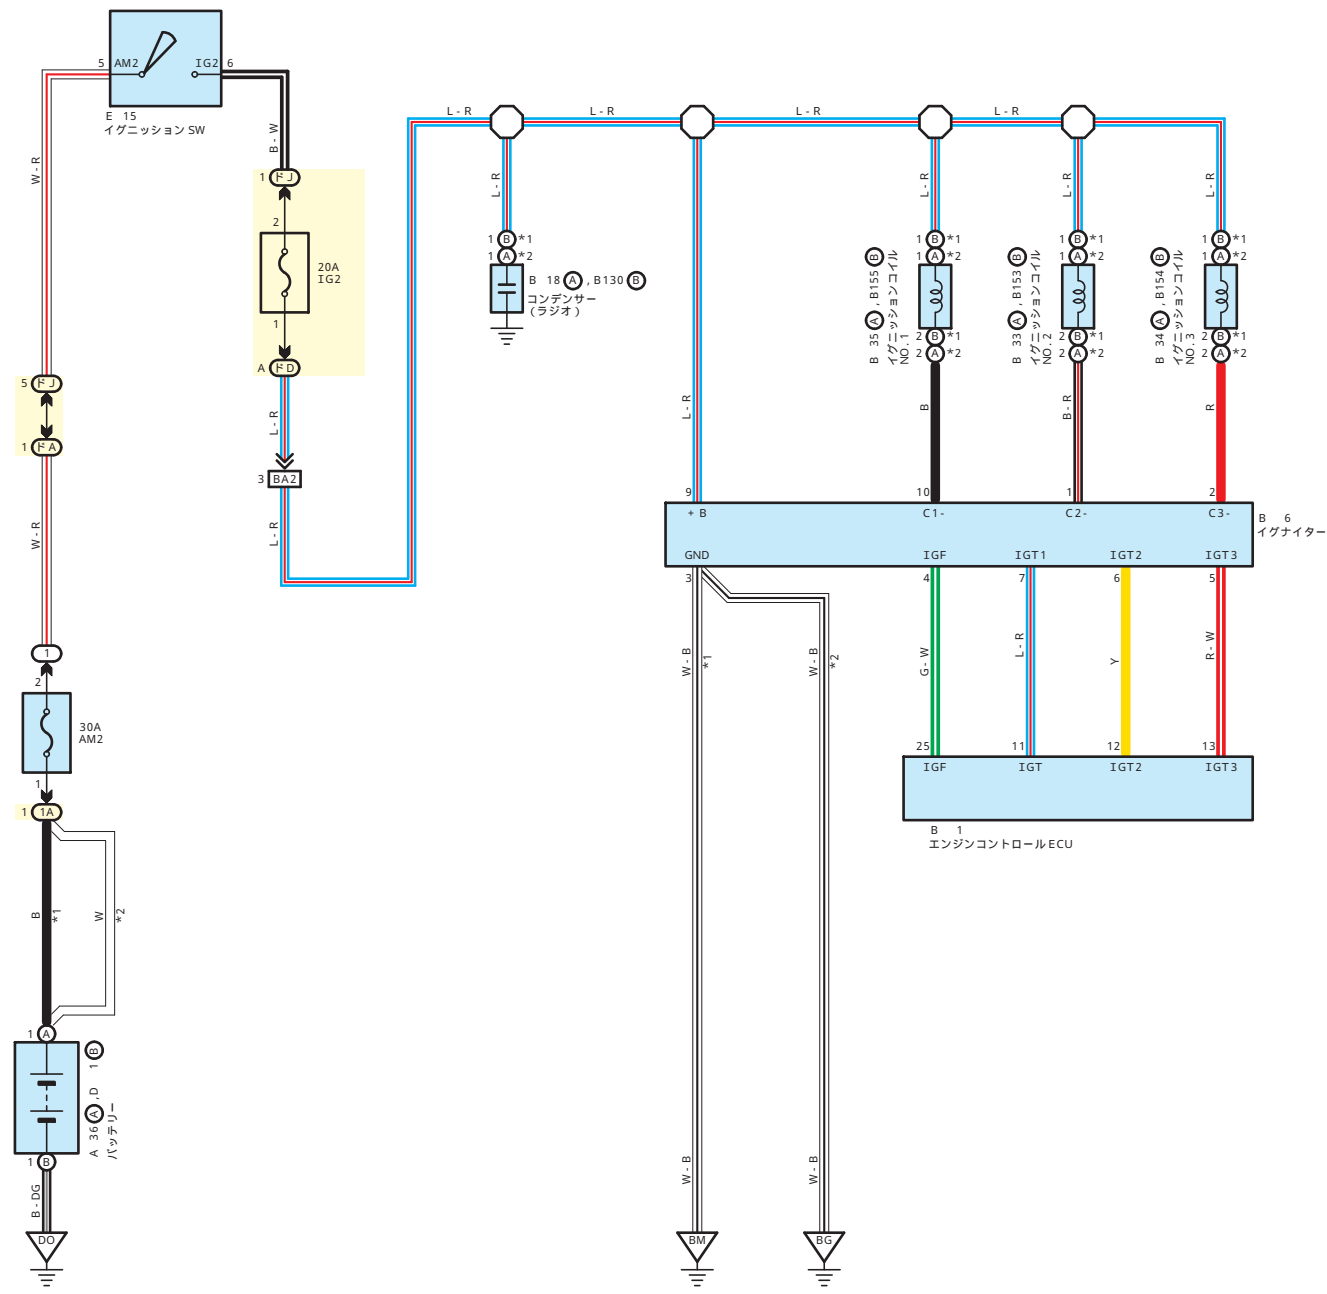 5 AM2 IG2 6
E 15
イグニッション SW
W - R
B - W
1 ドJ
2
20A
IG2
1
A ドD
L - R
3 BA2
L - R
5 ドJ
1 ドA
W - R
1
2
30A
AM2
1
1 1A
B
*1
W
*2
1 A
A 36 A , D 1 B
バッテリー
1 B
B - DG
DO
L - R
L - R
L - R
L - R
L - R
1 B *1
1 A *2
B 18 A , B130 B
コンデンサー
( ラジオ )
L - R
L - R
1 B *1
1 A *2
B 35 A , B155 B
イグニッションコイル
NO. 1
2 B *1
2 A *2
B
L - R
1 B *1
1 A *2
B 33 A , B153 B
イグニッションコイル
NO. 2
2 B *1
2 A *2
B - R
L - R
1 B *1
1 A *2
B 34 A , B154 B
イグニッションコイル
NO. 3
2 B *1
2 A *2
R
9 10 1 2
+ B C1 - C2 - C3 -
B 6
イグナイター
GND IGF IGT1 IGT2 IGT3
3 4 7 6 5
W - B
*1
W - B
*2
G - W
L - R
Y
R - W
25 11 12 13
IGF IGT IGT2 IGT3
B 1
エンジンコントロール ECU
W - B
W - B
BM
BG